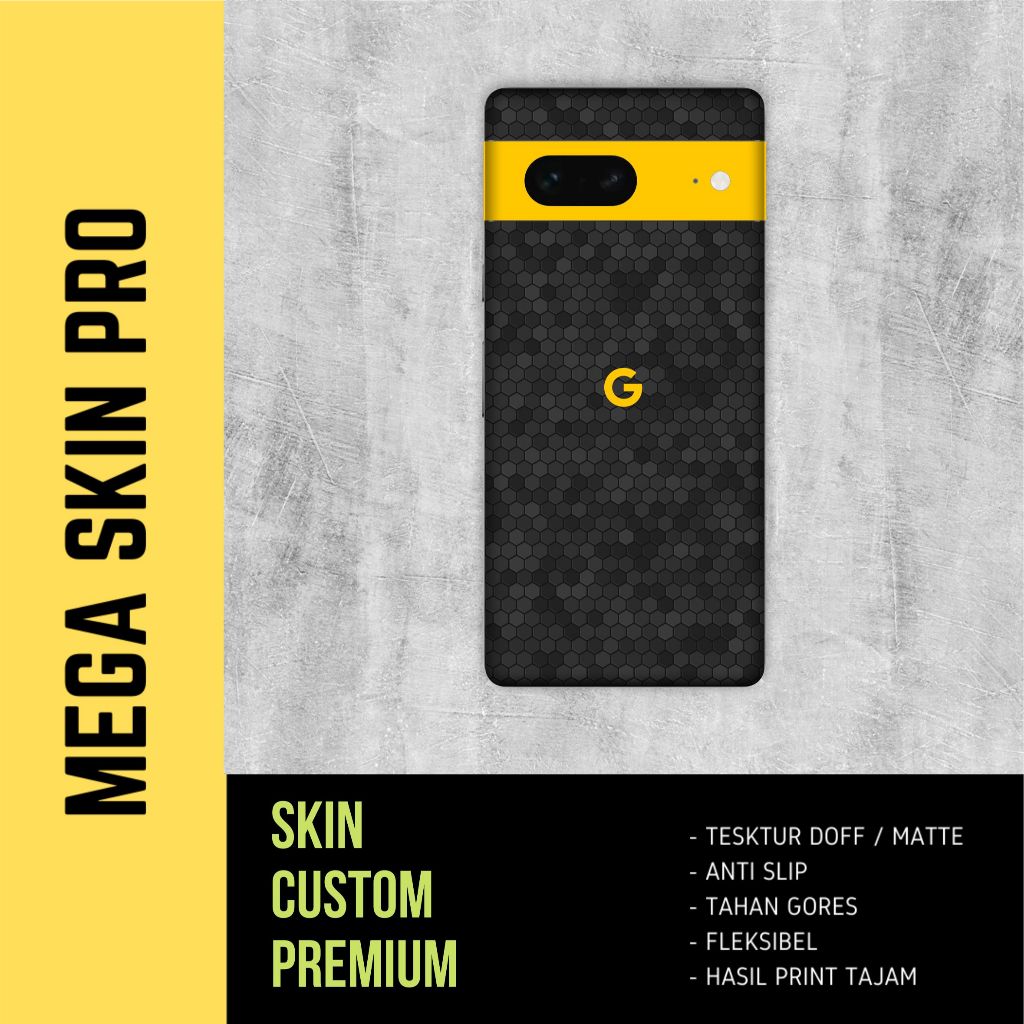 MEGA SKIN PRO
G
SKIN
CUSTOM
PREMIUM
- TESKTUR DOFF / MATTE
- ANTI SLIP
- TAHAN GORES
- FLEKSIBEL
- HASIL PRINT TAJAM